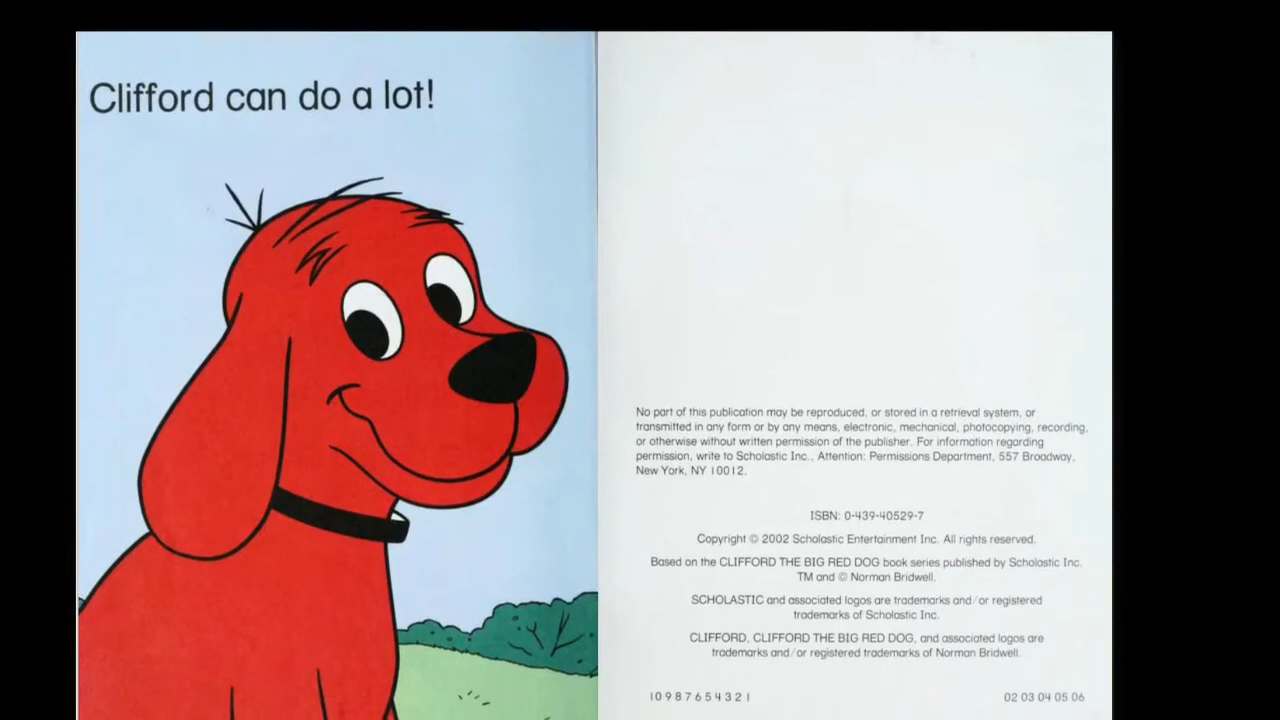 Clifford can do a lot!
No part of this publication may be reproduced, or stored in a retrieval system, or
transmitted in any form or by any means, electronic, mechanical, photocopying, recording,
or otherwise without written permission of the publisher. For information regarding
permission, write to Scholastic Inc., Attention: Permissions Department, 557 Broadway,
New York, NY 10012.
ISBN: 0-439-40529-7
Copyright © 2002 Scholastic Entertainment Inc. All rights reserved.
Based on the CLIFFORD THE BIG RED DOG book series published by Scholastic Inc.
TM and © Norman Bridwell.
SCHOLASTIC and associated logos are trademarks and/or registered
trademarks of Scholastic Inc.
CLIFFORD, CLIFFORD THE BIG RED DOG, and associated logos are
trademarks and/or registered trademarks of Norman Bridwell.
10 9 8 7 6 5 4 3 2 1 02 03 04 05 06